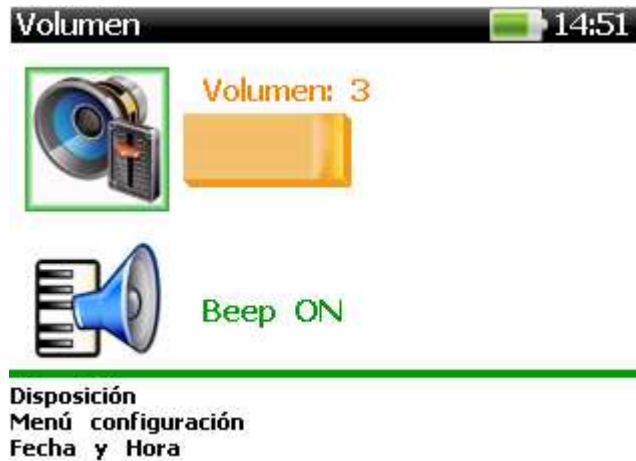 Volumen 14:51
Volumen: 3
Beep ON
Disposición
Menú configuración
Fecha y Hora